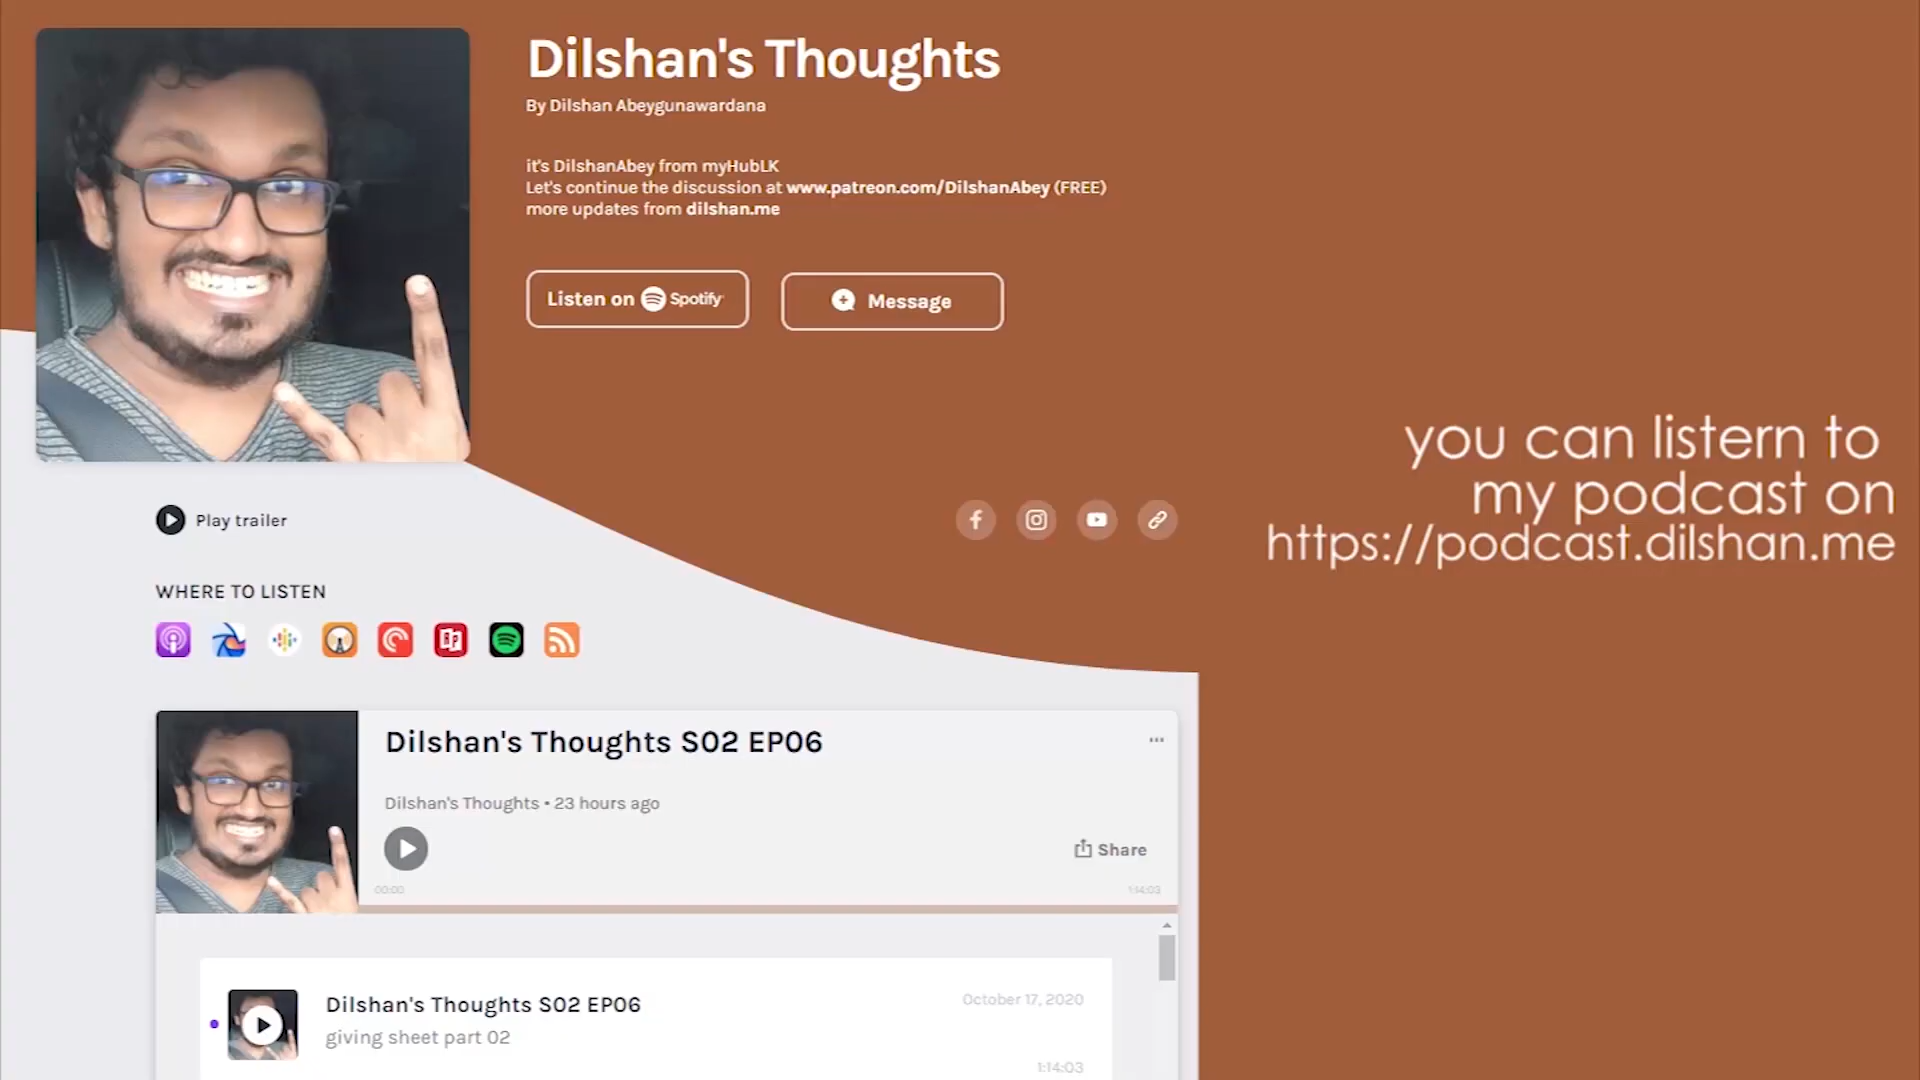 Dilshan's Thoughts
By Dilshan Abeygunawardana
it's DilshanAbey from myHubLK
Let's continue the discussion at www.patreon.com/DilshanAbey (FREE)
more updates from dilshan.me
Listen on Spotify
Message
you can listern to
my podcast on
https://podcast.dilshan.me
Play trailer
WHERE TO LISTEN
Dilshan's Thoughts S02 EP06
...
Dilshan's Thoughts • 23 hours ago
Share
00:00
1:14:03
Dilshan's Thoughts S02 EP06
October 17, 2020
giving sheet part 02
1:14:03